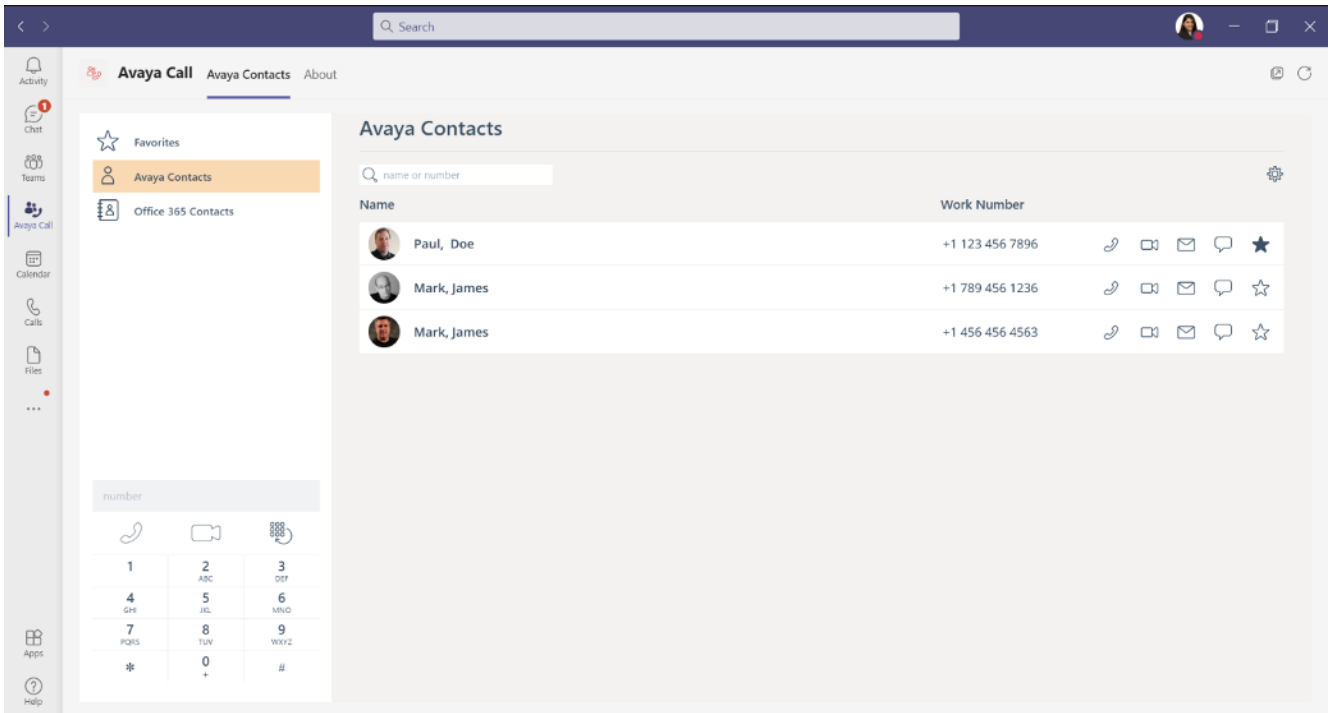 Search
Activity
1
Chat
Teams
Avaya Call
Calendar
Calls
Files
Apps
Help
Avaya Call Avaya Contacts About
Favorites
Avaya Contacts
Office 365 Contacts
number
1 2 3
ABC DEF
4 5 6
GHI JKL MNO
7 8 9
PQRS TUV WXYZ
* 0 #
+
Avaya Contacts
name or number
Name Work Number
Paul, Doe +1 123 456 7896
Mark, James +1 789 456 1236
Mark, James +1 456 456 4563